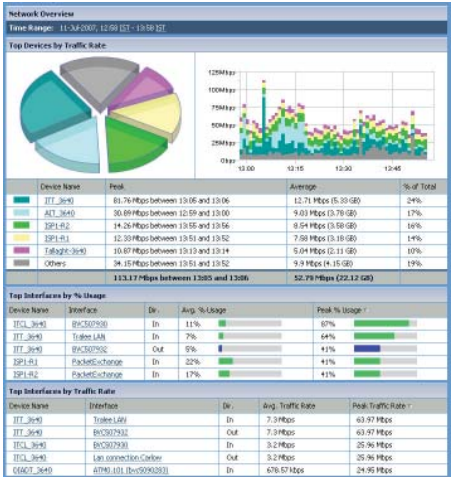 Network Overview
Time Range: 11-Jul-2007, 12:58 IST - 13:58 IST
Top Devices by Traffic Rate
125Mbps
100Mbps
75Mbps
50Mbps
25Mbps
0bps
13:00 13:15 13:30 12:45
Device Name Peak Average % of Total
ITT_3640 81.76 Mbps between 13:05 and 13:06 12.71 Mbps (5.33 GB) 24%
AIT_3640 30.89 Mbps between 12:59 and 13:00 9.03 Mbps (3.78 GB) 17%
ISP1-R2 14.26 Mbps between 13:55 and 13:56 8.54 Mbps (3.58 GB) 16%
ISP1-R1 12.33 Mbps between 13:51 and 13:52 7.58 Mbps (3.18 GB) 14%
Tallaght-3640 10.87 Mbps between 13:13 and 13:14 5.04 Mbps (2.11 GB) 10%
Others 34.15 Mbps between 13:51 and 13:52 9.9 Mbps (4.15 GB) 19%
113.17 Mbps between 13:05 and 13:06 52.79 Mbps (22.12 GB)
Top Interfaces by % Usage
Device Name Interface Dir. Avg. % Usage Peak % Usage
ITCL_3640 BVC507930 In 11% 87%
ITT_3640 Tralee LAN In 7% 64%
ITT_3640 BVC507932 Out 5% 41%
ISP1-R1 PacketExchange In 22% 41%
ISP1-R2 PacketExchange In 17% 41%
Top Interfaces by Traffic Rate
Device Name Interface Dir. Avg. Traffic Rate Peak Traffic Rate
ITT_3640 Tralee LAN In 7.3 Mbps 63.97 Mbps
ITT_3640 BVC507932 Out 7.3 Mbps 63.97 Mbps
ITCL_3640 BVC507930 In 3.2 Mbps 25.96 Mbps
ITCL_3640 Lan connection Carlow Out 3.2 Mbps 25.96 Mbps
ATM0.101 (bvc5090283) In 678.57 kbps 24.95 Mbps